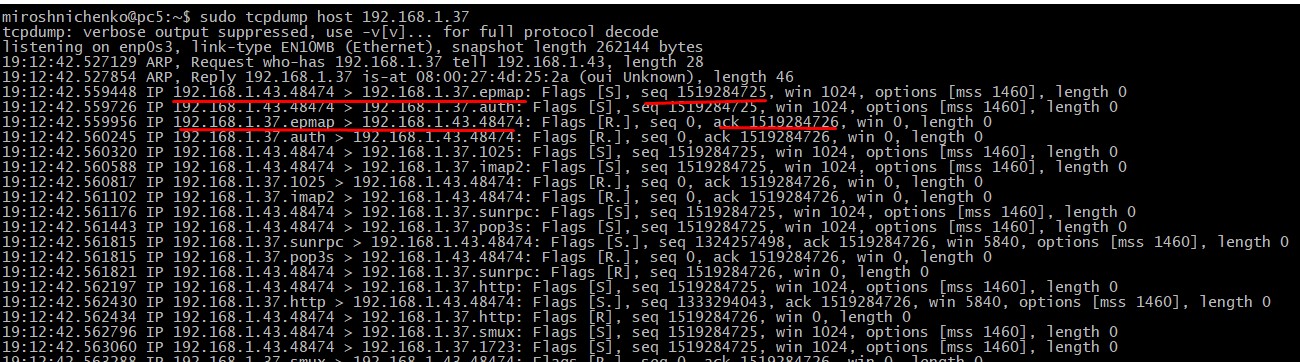 miroshnichenko@pc5:~$ sudo tcpdump host 192.168.1.37
tcpdump: verbose output suppressed, use -v[v]... for full protocol decode
listening on enp0s3, link-type EN10MB (Ethernet), snapshot length 262144 bytes
19:12:42.527129 ARP, Request who-has 192.168.1.37 tell 192.168.1.43, length 28
19:12:42.527854 ARP, Reply 192.168.1.37 is-at 08:00:27:4d:25:2a (oui Unknown), length 46
19:12:42.559448 IP 192.168.1.43.48474 > 192.168.1.37.epmap: Flags [S], seq 1519284725, win 1024, options [mss 1460], length 0
19:12:42.559726 IP 192.168.1.43.48474 > 192.168.1.37.auth: Flags [S], seq 1519284725, win 1024, options [mss 1460], length 0
19:12:42.559956 IP 192.168.1.37.epmap > 192.168.1.43.48474: Flags [R.], seq 0, ack 1519284726, win 0, length 0
19:12:42.560245 IP 192.168.1.37.auth > 192.168.1.43.48474: Flags [R.], seq 0, ack 1519284726, win 0, length 0
19:12:42.560320 IP 192.168.1.43.48474 > 192.168.1.37.1025: Flags [S], seq 1519284725, win 1024, options [mss 1460], length 0
19:12:42.560588 IP 192.168.1.43.48474 > 192.168.1.37.imap2: Flags [S], seq 1519284725, win 1024, options [mss 1460], length 0
19:12:42.560817 IP 192.168.1.37.1025 > 192.168.1.43.48474: Flags [R.], seq 0, ack 1519284726, win 0, length 0
19:12:42.561102 IP 192.168.1.37.imap2 > 192.168.1.43.48474: Flags [R.], seq 0, ack 1519284726, win 0, length 0
19:12:42.561176 IP 192.168.1.43.48474 > 192.168.1.37.sunrpc: Flags [S], seq 1519284725, win 1024, options [mss 1460], length 0
19:12:42.561443 IP 192.168.1.43.48474 > 192.168.1.37.pop3s: Flags [S], seq 1519284725, win 1024, options [mss 1460], length 0
19:12:42.561815 IP 192.168.1.37.sunrpc > 192.168.1.43.48474: Flags [S.], seq 1324257498, ack 1519284726, win 5840, options [mss 1460], length 0
19:12:42.561815 IP 192.168.1.37.pop3s > 192.168.1.43.48474: Flags [R.], seq 0, ack 1519284726, win 0, length 0
19:12:42.561821 IP 192.168.1.43.48474 > 192.168.1.37.sunrpc: Flags [R], seq 1519284726, win 0, length 0
19:12:42.562197 IP 192.168.1.43.48474 > 192.168.1.37.http: Flags [S], seq 1519284725, win 1024, options [mss 1460], length 0
19:12:42.562430 IP 192.168.1.37.http > 192.168.1.43.48474: Flags [S.], seq 1333294043, ack 1519284726, win 5840, options [mss 1460], length 0
19:12:42.562434 IP 192.168.1.43.48474 > 192.168.1.37.http: Flags [R], seq 1519284726, win 0, length 0
19:12:42.562796 IP 192.168.1.43.48474 > 192.168.1.37.smux: Flags [S], seq 1519284725, win 1024, options [mss 1460], length 0
19:12:42.563060 IP 192.168.1.43.48474 > 192.168.1.37.1723: Flags [S], seq 1519284725, win 1024, options [mss 1460], length 0
19:12:42.563288 IP 192.168.1.37.smux > 192.168.1.43.48474: Flags [R.], seq 0, ack 1519284726, win 0, length 0